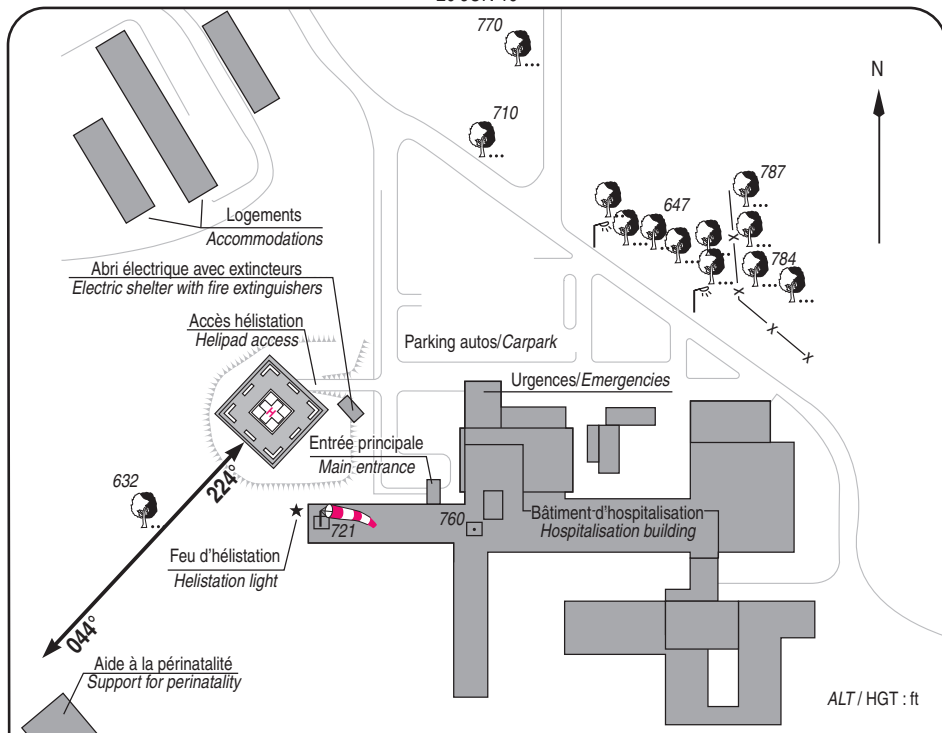 770
N
710
787
647
Logements
Accommodations
784
Abri électrique avec extincteurs
Electric shelter with fire extinguishers
Accès hélistation
Helipad access
Parking autos/Carpark
Urgences/Emergencies
H
Entrée principale
Main entrance
632
224°
721
760
Bâtiment d'hospitalisation
Hospitalisation building
Feu d'hélistation
Helistation light
044°
Aide à la périnatalité
Support for perinatality
ALT / HGT : ft